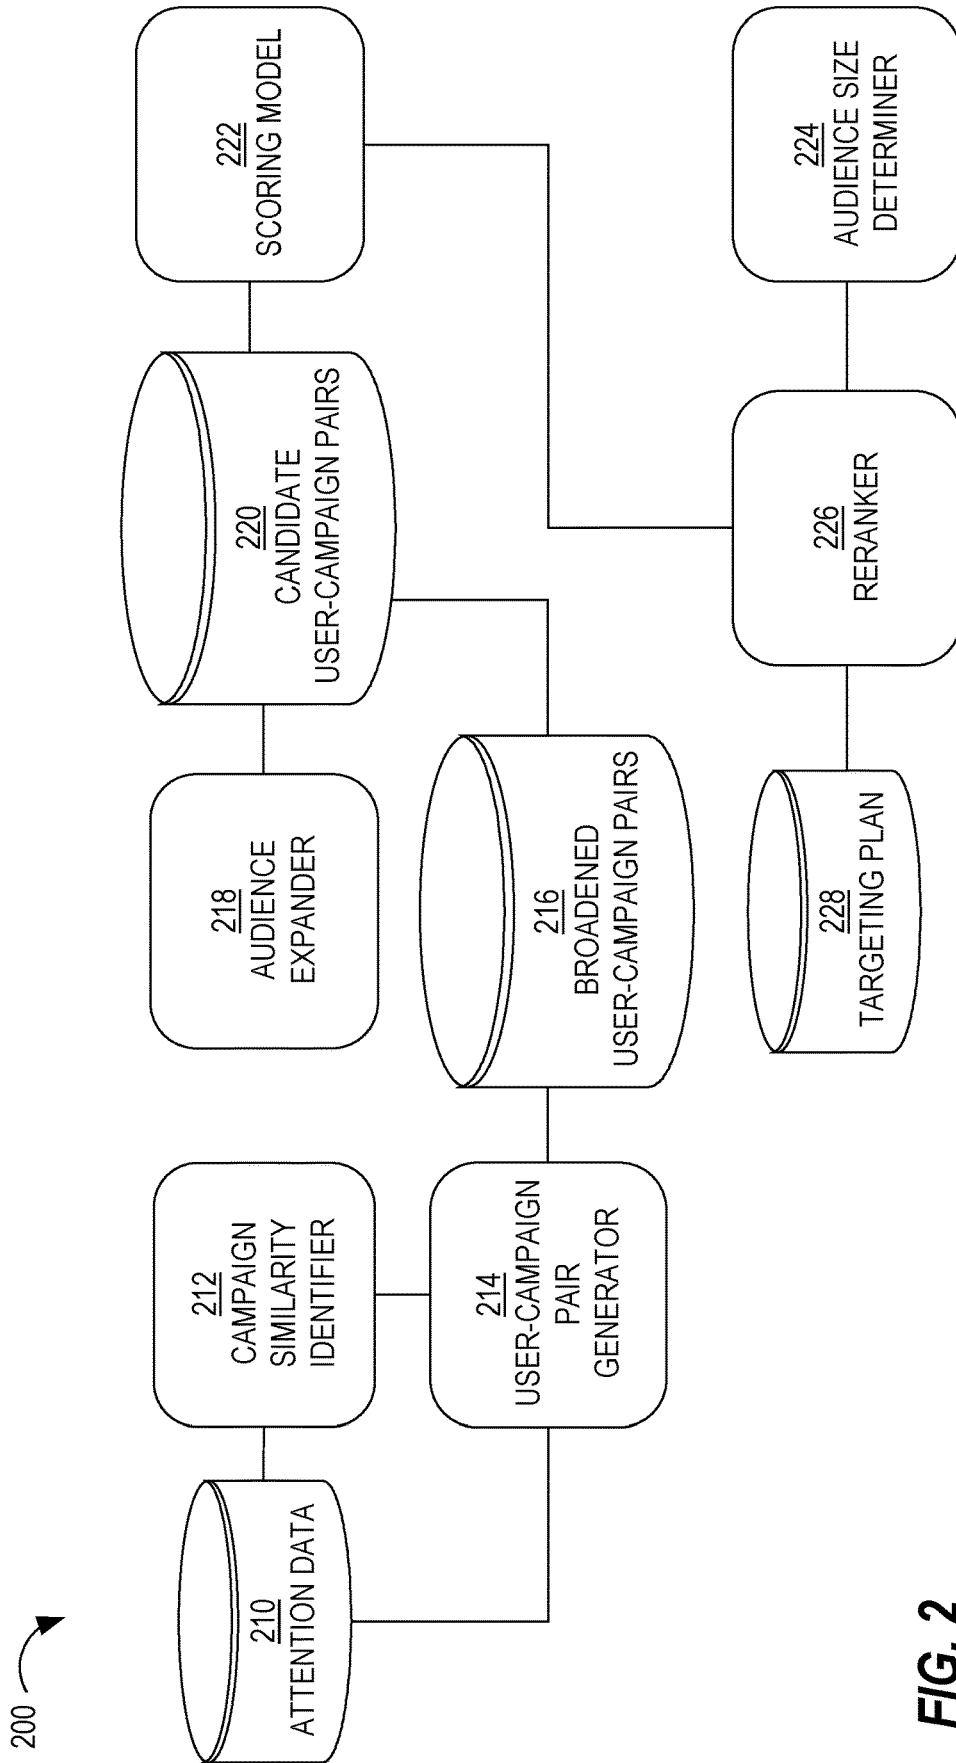 200
210
ATTENTION DATA
212
CAMPAIGN
SIMILARITY
IDENTIFIER
214
USER-CAMPAIGN
PAIR
GENERATOR
216
BROADENED
USER-CAMPAIGN PAIRS
218
AUDIENCE
EXPANDER
220
CANDIDATE
USER-CAMPAIGN PAIRS
222
SCORING MODEL
224
AUDIENCE SIZE
DETERMINER
226
RERANKER
228
TARGETING PLAN
FIG. 2